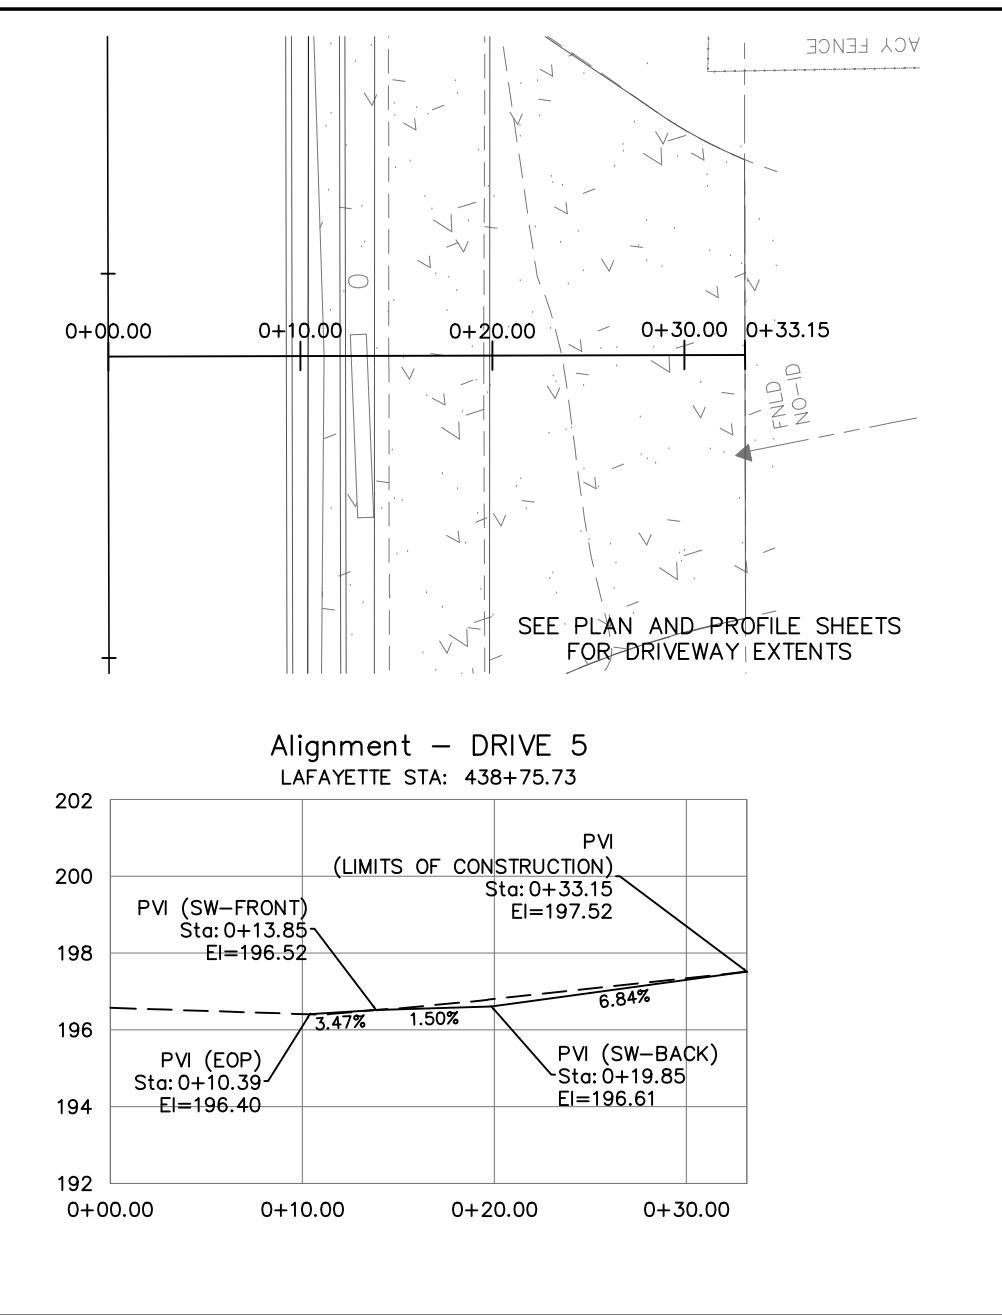 ACY FENCE
0+00.00
0+10.00
0+20.00
0+30.00
0+33.15
FNLD
NO-ID
SEE PLAN AND PROFILE SHEETS
FOR DRIVEWAY EXTENTS
Alignment - DRIVE 5
LAFAYETTE STA: 438+75.73
202
200
198
196
194
192
PVI
(LIMITS OF CONSTRUCTION)
Sta: 0+33.15
El=197.52
PVI (SW-FRONT)
Sta: 0+13.85
El=196.52
3.47%
1.50%
6.84%
PVI (EOP)
Sta: 0+10.39
El=196.40
PVI (SW-BACK)
Sta: 0+19.85
El=196.61
0+00.00
0+10.00
0+20.00
0+30.00